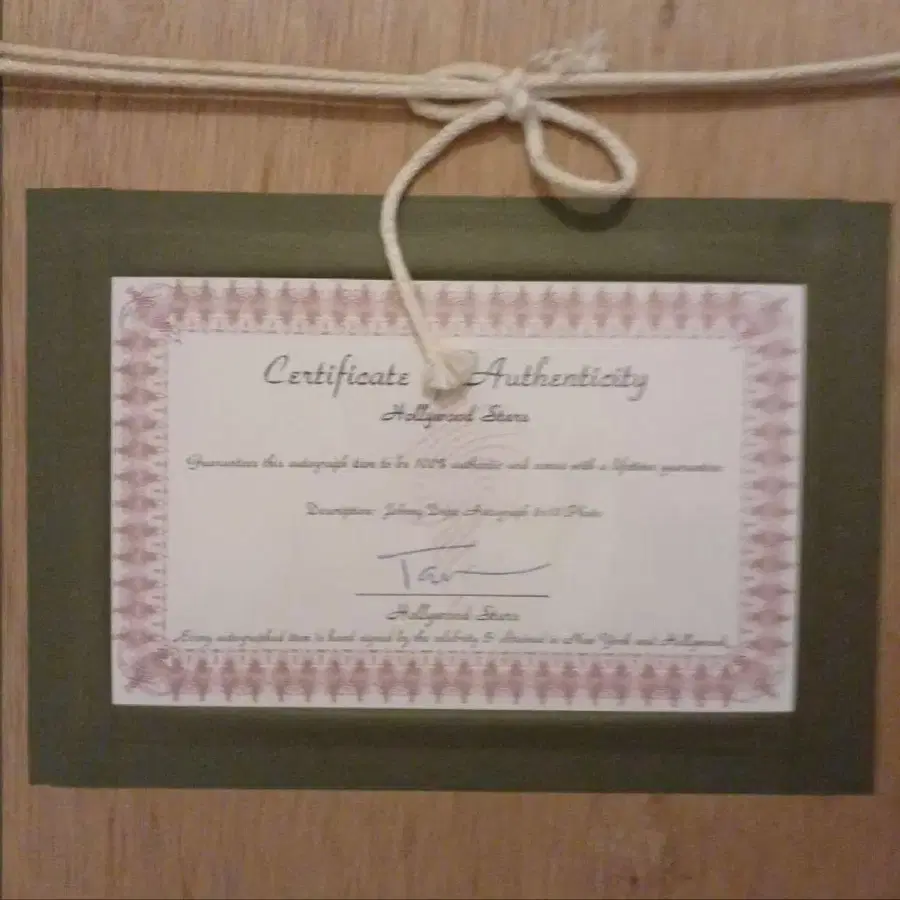 Certificate Authenticity
Hollywood Stars
Guarantees this autograph item to be 100% authentic and comes with a lifetime guarantee.
Description: Johnny Depp Autograph 8x10 Photo
Hollywood Stars
Every autographed item is hand signed by the celebrity & obtained in New York and Hollywood.